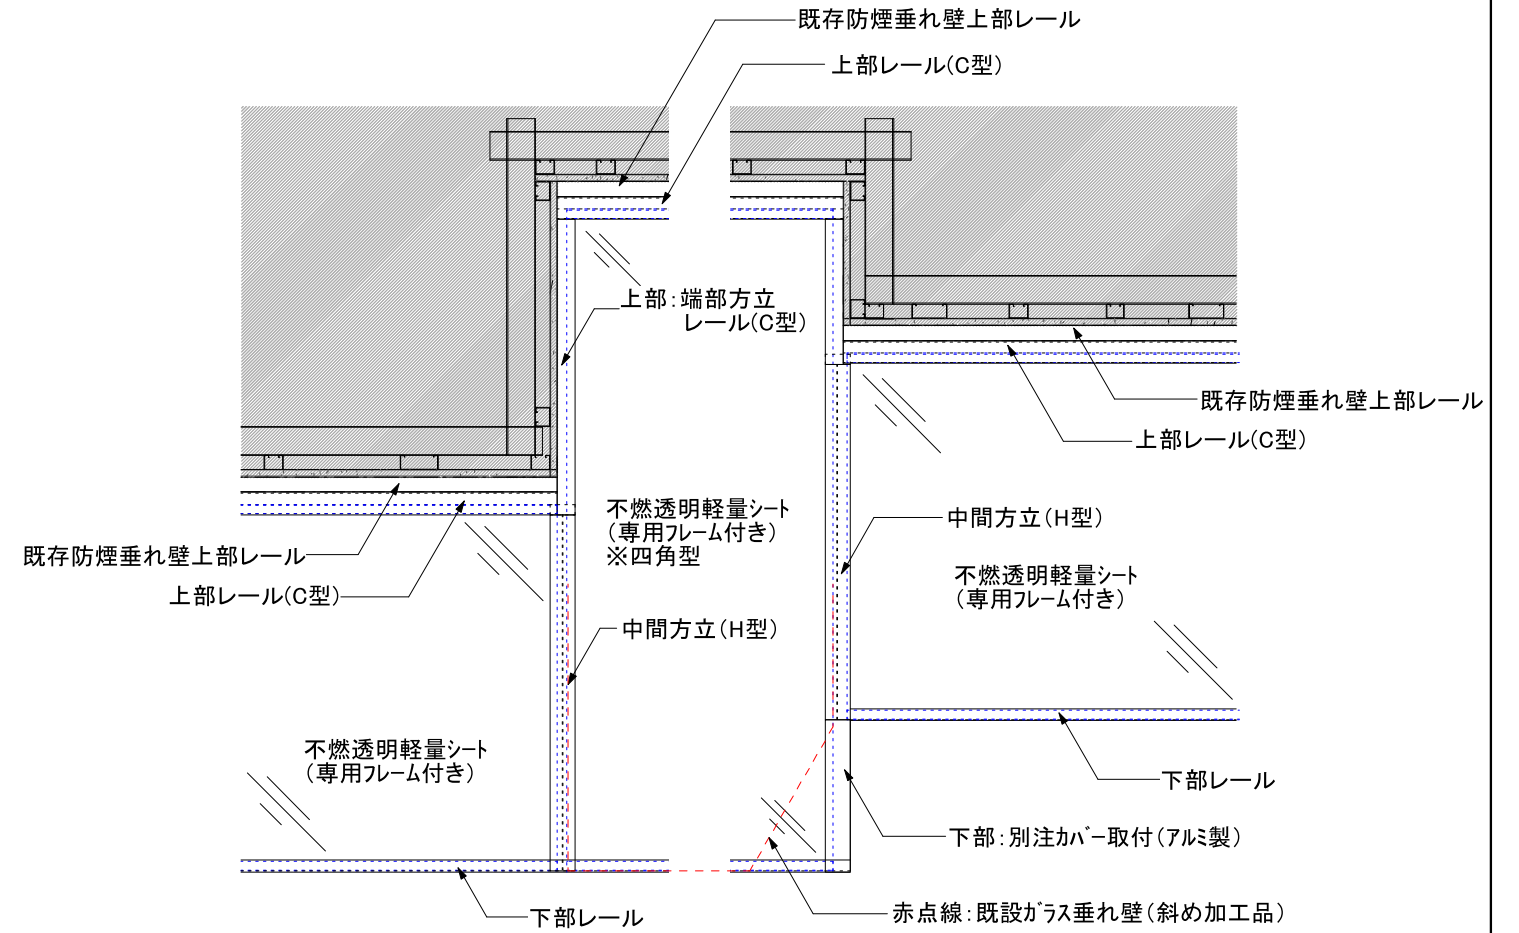 既存防煙垂れ壁上部レール
上部レール(C型)
上部:端部方立
レール(C型)
既存防煙垂れ壁上部レール
上部レール(C型)
不燃透明軽量シート
(専用フレーム付き)
※四角型
中間方立(H型)
既存防煙垂れ壁上部レール
上部レール(C型)
不燃透明軽量シート
(専用フレーム付き)
中間方立(H型)
不燃透明軽量シート
(専用フレーム付き)
下部レール
下部:別注カバー取付(アルミ製)
赤点線:既設ガラス垂れ壁(斜め加工品)
下部レール